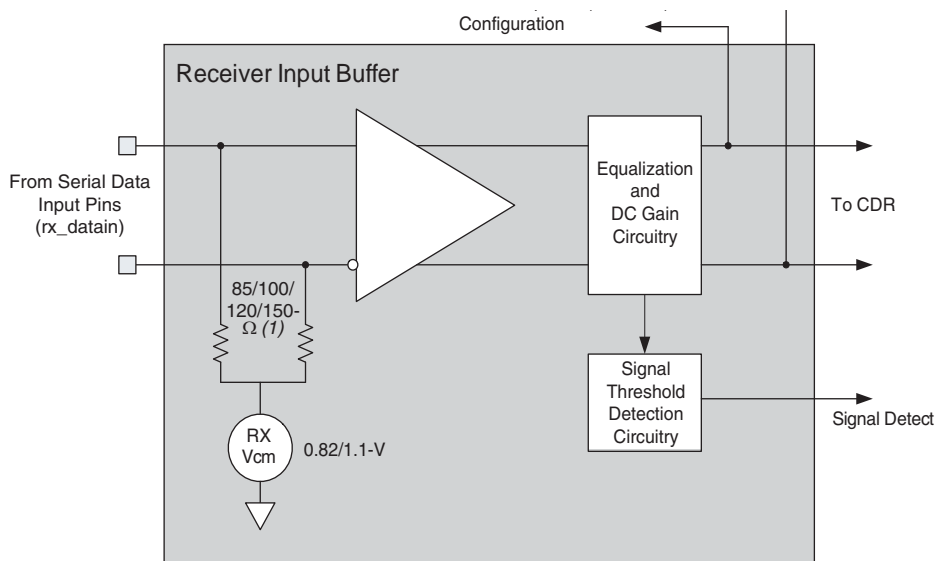 Configuration
Receiver Input Buffer
From Serial Data
Input Pins
(rx_datain)
Equalization
and
DC Gain
Circuitry
To CDR
85/100/
120/150-
Ω (1)
Signal
Threshold
Detection
Circuitry
Signal Detect
RX
Vcm
0.82/1.1-V